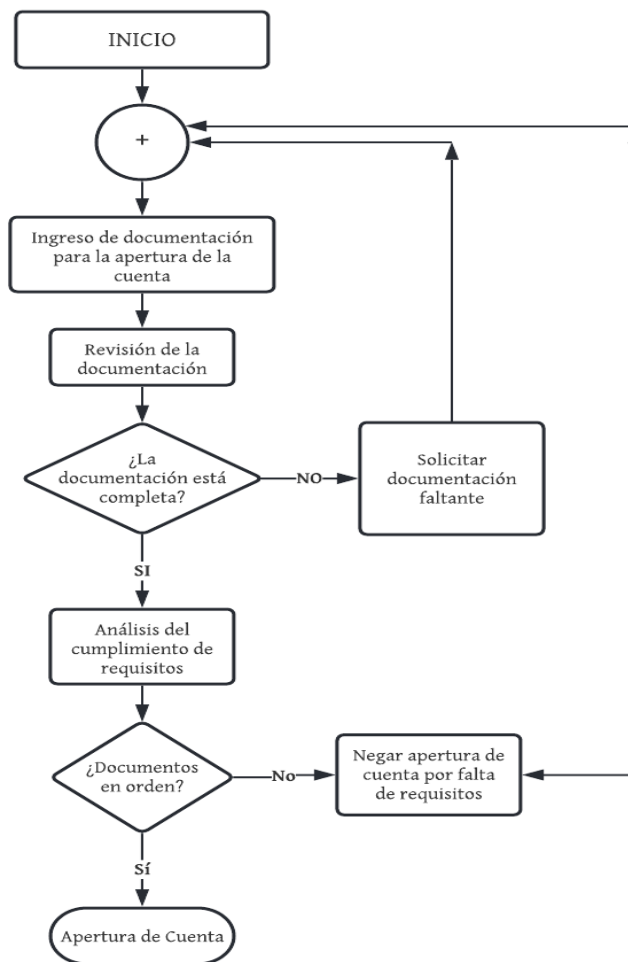 INICIO
+
Ingreso de documentación
para la apertura de la
cuenta
Revisión de la
documentación
¿La
documentación está
completa?
NO
Solicitar
documentación
faltante
SI
Análisis del
cumplimiento de
requisitos
¿Documentos
en orden?
No
Negar apertura de
cuenta por falta
de requisitos
Sí
Apertura de Cuenta